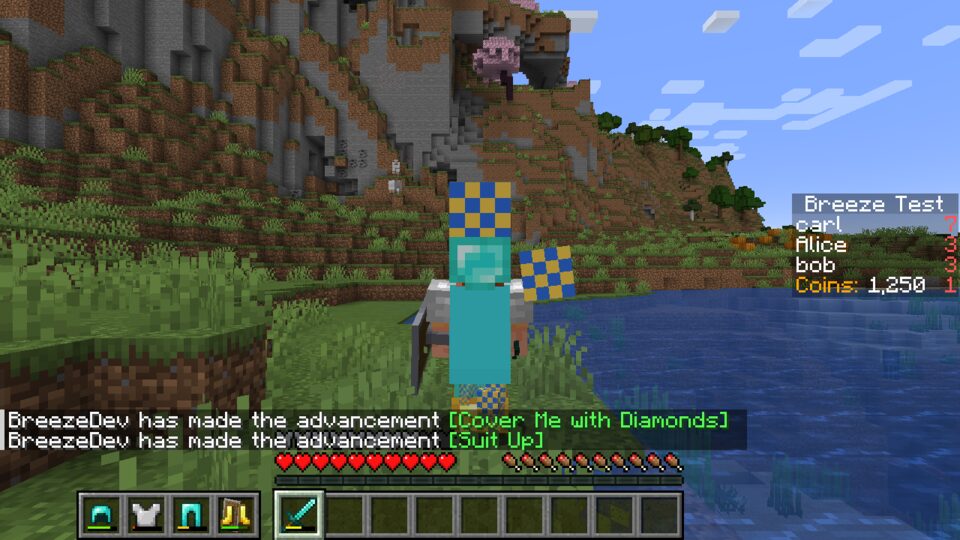 Breeze Test
carl 7
Alice 3
bob 3
Coins: 1,250 1
BreezeDev has made the advancement [Cover Me with Diamonds]
BreezeDev has made the advancement [Suit Up]